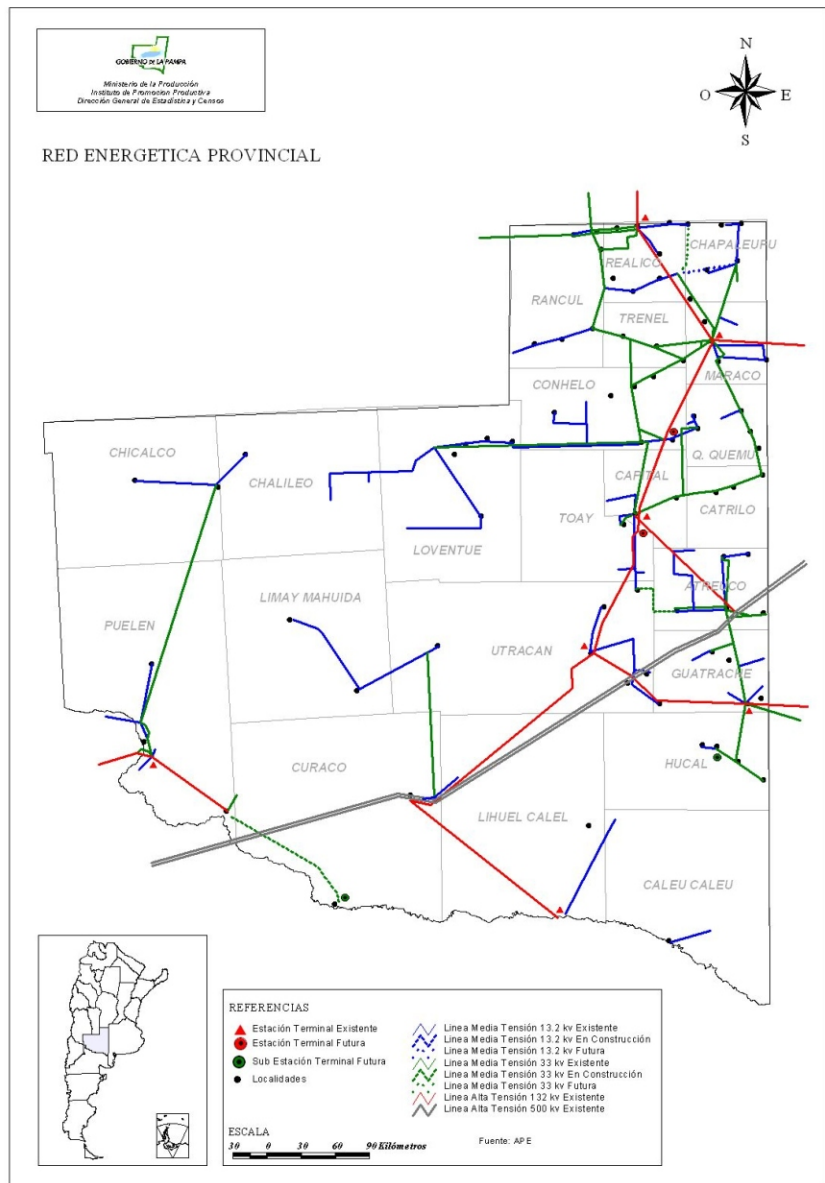 GOBIERNO DE LA PAMPA
Ministerio de la Producción
Instituto de Promocion Productiva
Dirección General de Estadística y Censos
N
O E
S
RED ENERGETICA PROVINCIAL
CHAPALEUFU
REALICO
RANCUL
TRENEL
MARACO
CONHELO
CHICALCO
CHALILEO
Q. QUEMU
CAPITAL
CATRILO
TOAY
LOVENTUE
ATREUCO
LIMAY MAHUIDA
PUELEN
UTRACAN
GUATRACHE
CURACO
HUCAL
LIHUEL CALEL
CALEU CALEU
REFERENCIAS
Estación Terminal Existente
Estación Terminal Futura
Sub Estación Terminal Futura
Localidades
Linea Media Tensión 13.2 kv Existente
Linea Media Tensión 13.2 kv En Construcción
Linea Media Tensión 13.2 kv Futura
Linea Media Tensión 33 kv Existente
Linea Media Tensión 33 kv En Construcción
Linea Media Tensión 33 kv Futura
Linea Alta Tensión 132 kv Existente
Linea Alta Tensión 500 kv Existente
ESCALA
30 0 30 60 90 Kilómetros
Fuente: APE